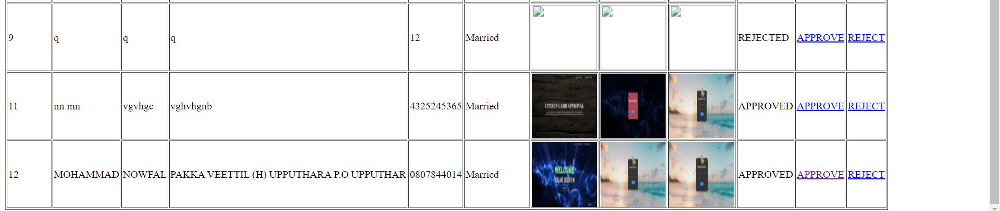 9 q q q 12 Married REJECTED APPROVE REJECT
11 nn mn vgvhgc vghvhgnb 4325245365 Married CITIZEN CARD APPROVAL APPROVED APPROVE REJECT
12 MOHAMMAD NOWFAL PAKKA VEETTIL (H) UPPUTHARA P.O UPPUTHAR 0807844014 Married WELCOME YOU ARE LOGGED IN APPROVED APPROVE REJECT